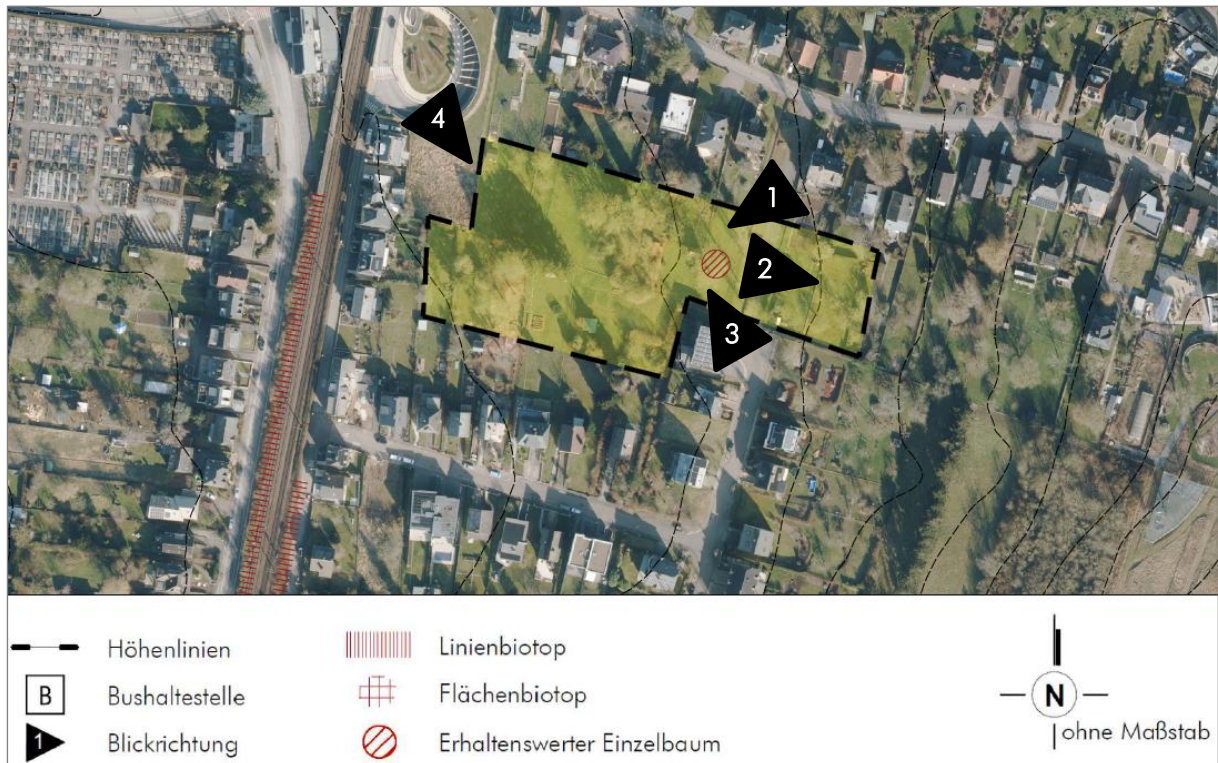 4
1
2
3
Höhenlinien
Linienbiotop
B
Bushaltestelle
Flächenbiotop
N
1
Blickrichtung
Erhaltenswerter Einzelbaum
ohne Maßstab